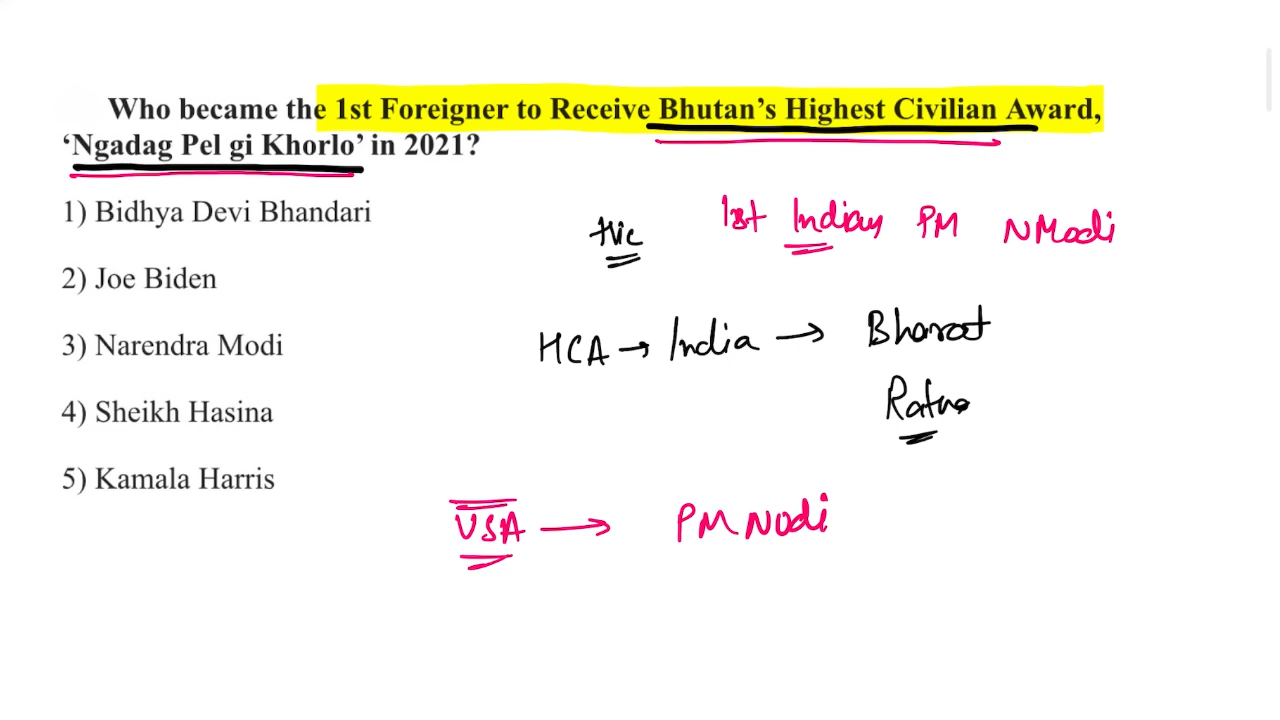 Who became the 1st Foreigner to Receive Bhutan’s Highest Civilian Award,
‘Ngadag Pel gi Khorlo’ in 2021?
1) Bidhya Devi Bhandari
1st Indian PM N Modi
2) Joe Biden
HCA → India → Bharat
Ratna
3) Narendra Modi
4) Sheikh Hasina
5) Kamala Harris
USA → PM Modi